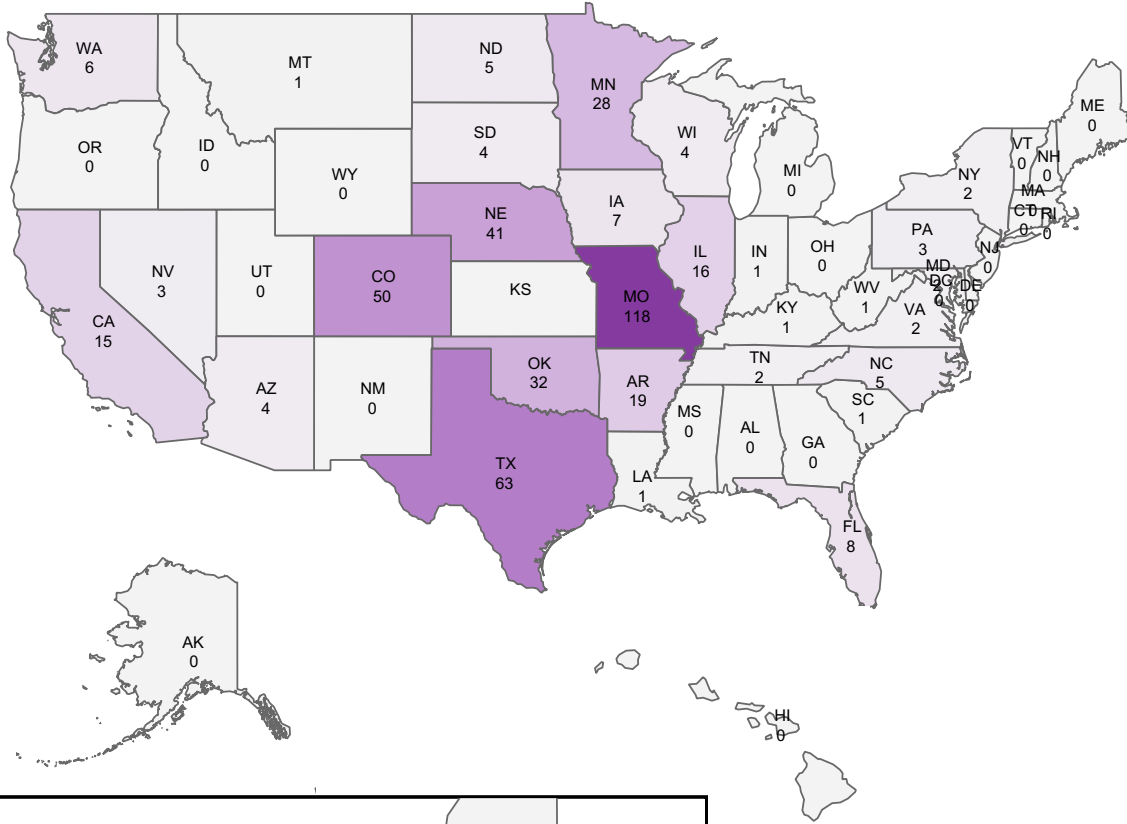 WA
6
MT
1
ND
5
MN
28
ME
0
OR
0
ID
0
SD
4
WI
4
VT
0
NH
0
WY
0
MI
0
NY
2
MA
0
CT
0
RI
0
NE
41
IA
7
PA
3
NJ
0
NV
3
UT
0
CO
50
KS
IL
16
IN
1
OH
0
MD
DC
0
DE
0
CA
15
MO
118
WV
1
VA
2
KY
1
AZ
4
NM
0
OK
32
AR
19
TN
2
NC
5
SC
1
MS
0
AL
0
GA
0
TX
63
LA
1
FL
8
AK
0
HI
0